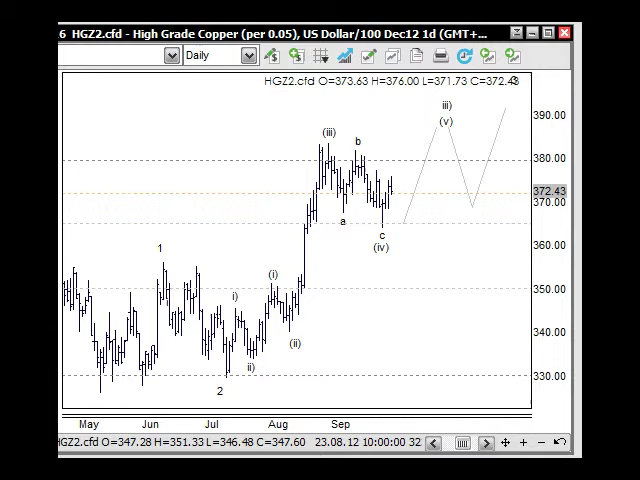 6 HGZ2.cfd - High Grade Copper (per 0.05), US Dollar/100 Dec12 1d (GMT+...
Daily
HGZ2.cfd O=373.63 H=376.00 L=371.73 C=372.43
3
iii)
390.00
(v)
(iii)
b
380.00
372.43
370.00
a
c
(iv)
1
360.00
(i)
350.00
i)
340.00
(ii)
ii)
330.00
2
May Jun Jul Aug Sep
HGZ2.cfd O=347.28 H=351.33 L=346.48 C=347.60 23.08.12 10:00:00 32